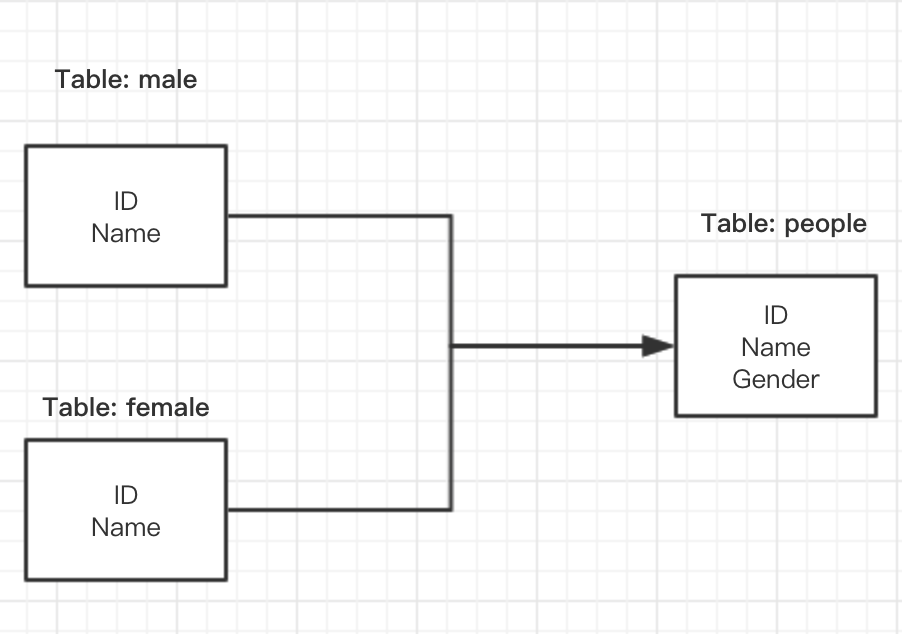 Table: male
ID
Name
Table: people
ID
Name
Gender
Table: female
ID
Name